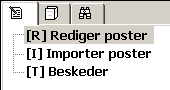 [R] Rediger poster
[I] Importer poster
[T] Beskeder